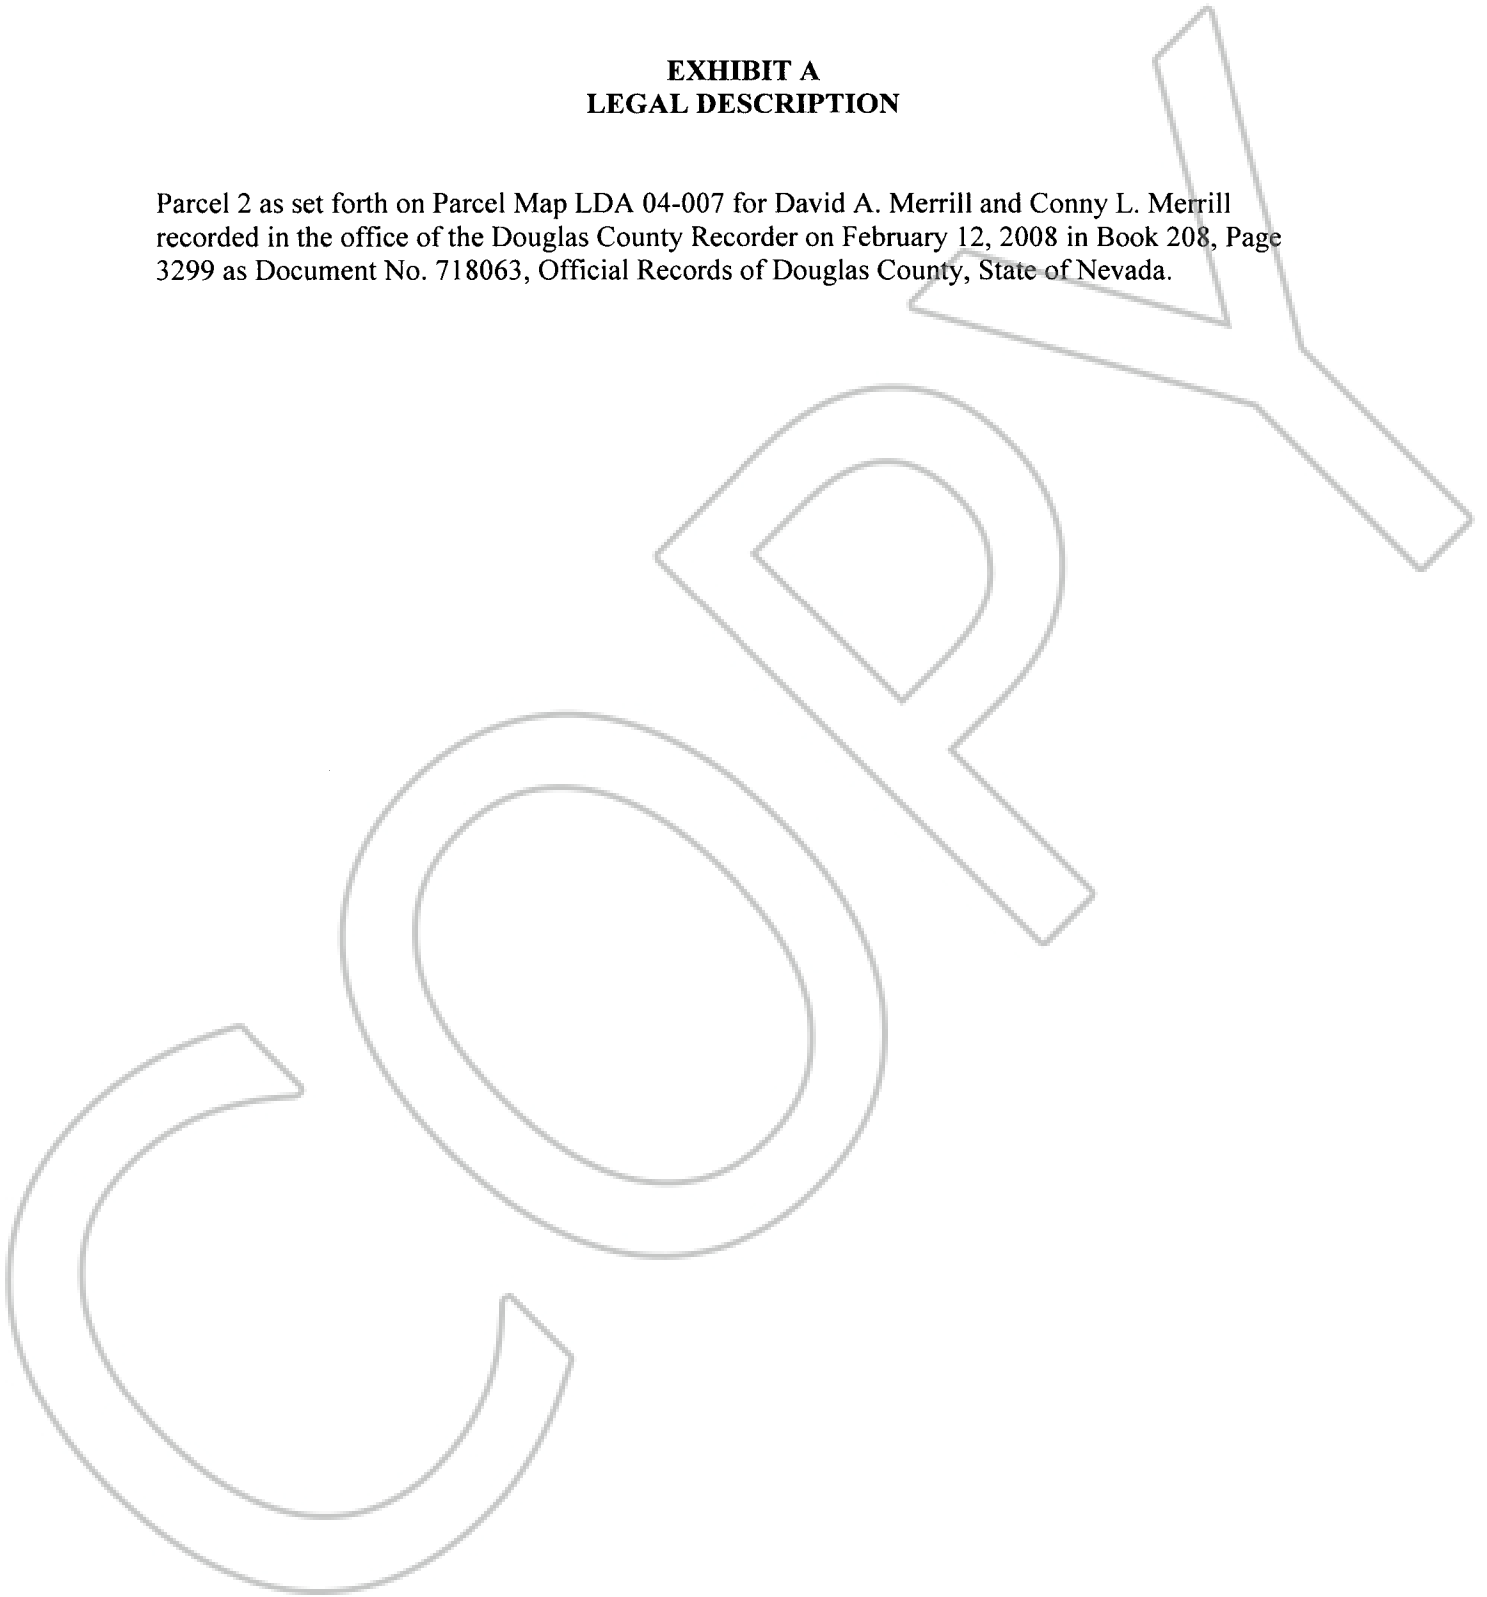 EXHIBIT A
LEGAL DESCRIPTION
Parcel 2 as set forth on Parcel Map LDA 04-007 for David A. Merrill and Conny L. Merrill
recorded in the office of the Douglas County Recorder on February 12, 2008 in Book 208, Page
3299 as Document No. 718063, Official Records of Douglas County, State of Nevada.
COPY